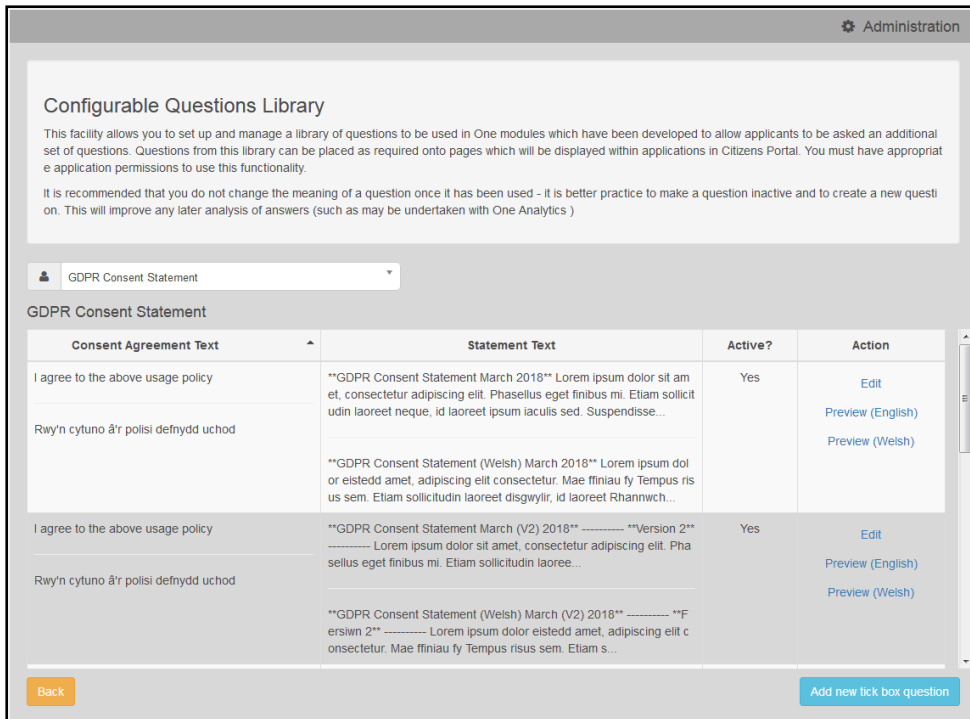 Administration
Configurable Questions Library
This facility allows you to set up and manage a library of questions to be used in One modules which have been developed to allow applicants to be asked an additional
set of questions. Questions from this library can be placed as required onto pages which will be displayed within applications in Citizens Portal. You must have appropriat
e application permissions to use this functionality.
It is recommended that you do not change the meaning of a question once it has been used - it is better practice to make a question inactive and to create a new questi
on. This will improve any later analysis of answers (such as may be undertaken with One Analytics )
GDPR Consent Statement
GDPR Consent Statement
Consent Agreement Text
Statement Text
Active?
Action
I agree to the above usage policy
Rwy'n cytuno â'r polisi defnydd uchod
**GDPR Consent Statement March 2018** Lorem ipsum dolor sit am
et, consectetur adipiscing elit. Phasellus eget finibus mi. Etiam sollicit
udin laoreet neque, id laoreet ipsum iaculis sed. Suspendisse...
**GDPR Consent Statement (Welsh) March 2018** Lorem ipsum dol
or eistedd amet, adipiscing elit consectetur. Mae ffiniau fy Tempus ris
us sem. Etiam sollicitudin laoreet disgwylir, id laoreet Rhannwch...
Yes
Edit
Preview (English)
Preview (Welsh)
I agree to the above usage policy
Rwy'n cytuno â'r polisi defnydd uchod
**GDPR Consent Statement March (V2) 2018** ---------- **Version 2**
---------- Lorem ipsum dolor sit amet, consectetur adipiscing elit. Pha
sellus eget finibus mi. Etiam sollicitudin laoree...
**GDPR Consent Statement (Welsh) March (V2) 2018** ---------- **F
ersiwn 2** ---------- Lorem ipsum dolor eistedd amet, adipiscing elit c
onsectetur. Mae ffiniau fy Tempus risus sem. Etiam s...
Yes
Edit
Preview (English)
Preview (Welsh)
Back
Add new tick box question